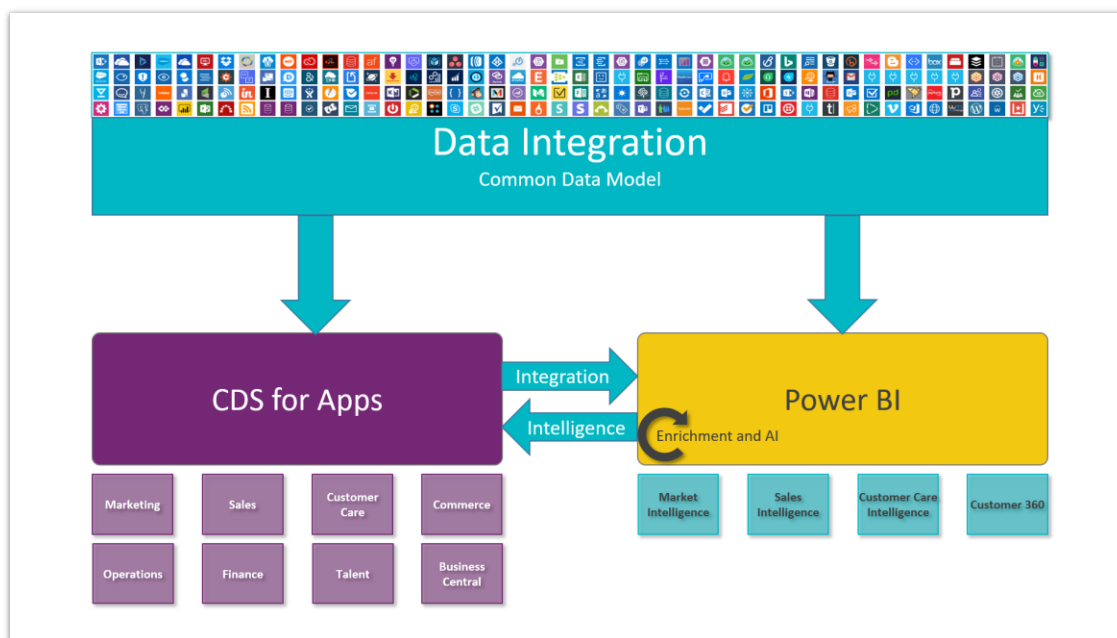 Data Integration
Common Data Model
CDS for Apps
Integration
Intelligence
Power BI
Enrichment and AI
Marketing
Sales
Customer
Care
Commerce
Operations
Finance
Talent
Business
Central
Market
Intelligence
Sales
Intelligence
Customer Care
Intelligence
Customer 360